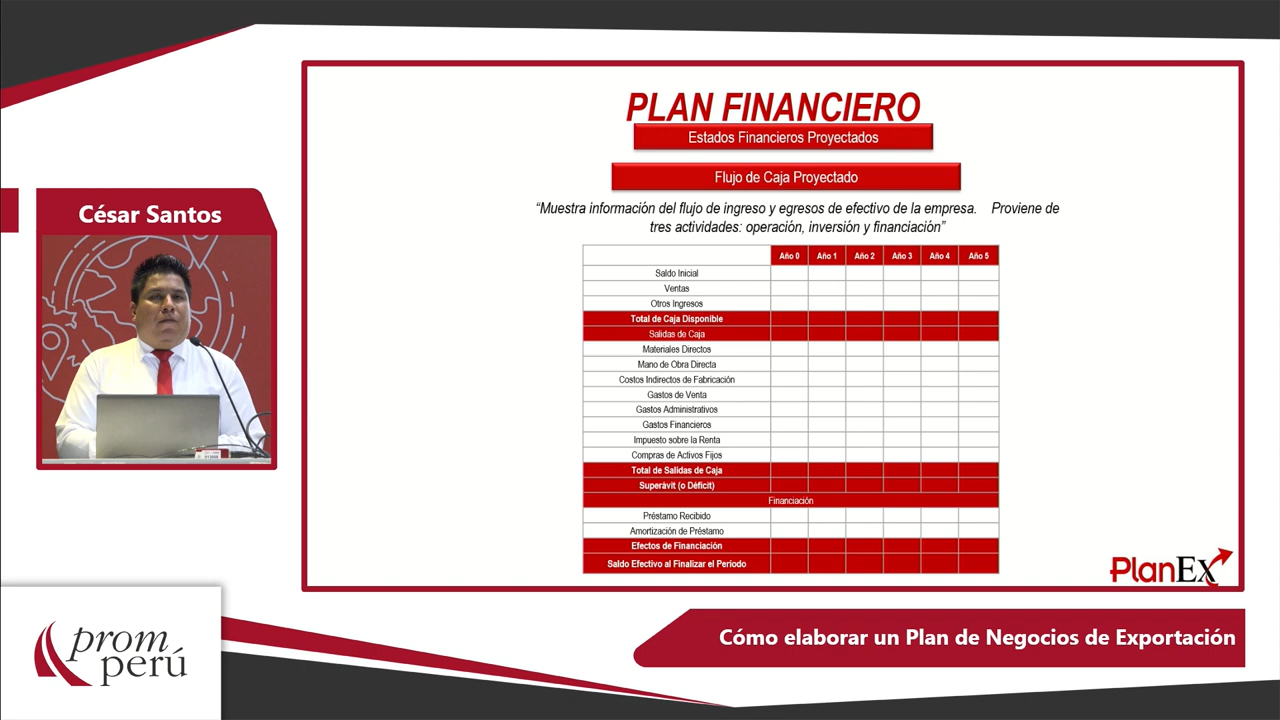 César Santos
PLAN FINANCIERO
Estados Financieros Proyectados
Flujo de Caja Proyectado
“Muestra información del flujo de ingreso y egresos de efectivo de la empresa. Proviene de
tres actividades: operación, inversión y financiación”
Año 0 Año 1 Año 2 Año 3 Año 4 Año 5
Saldo Inicial
Ventas
Otros Ingresos
Total de Caja Disponible
Salidas de Caja
Materiales Directos
Mano de Obra Directa
Costos Indirectos de Fabricación
Gastos de Venta
Gastos Administrativos
Gastos Financieros
Impuesto sobre la Renta
Compras de Activos Fijos
Total de Salidas de Caja
Superávit (o Déficit)
Financiación
Préstamo Recibido
Amortización de Préstamo
Efectos de Financiación
Saldo Efectivo al Finalizar el Periodo
PlanEX
prom
perú
Cómo elaborar un Plan de Negocios de Exportación